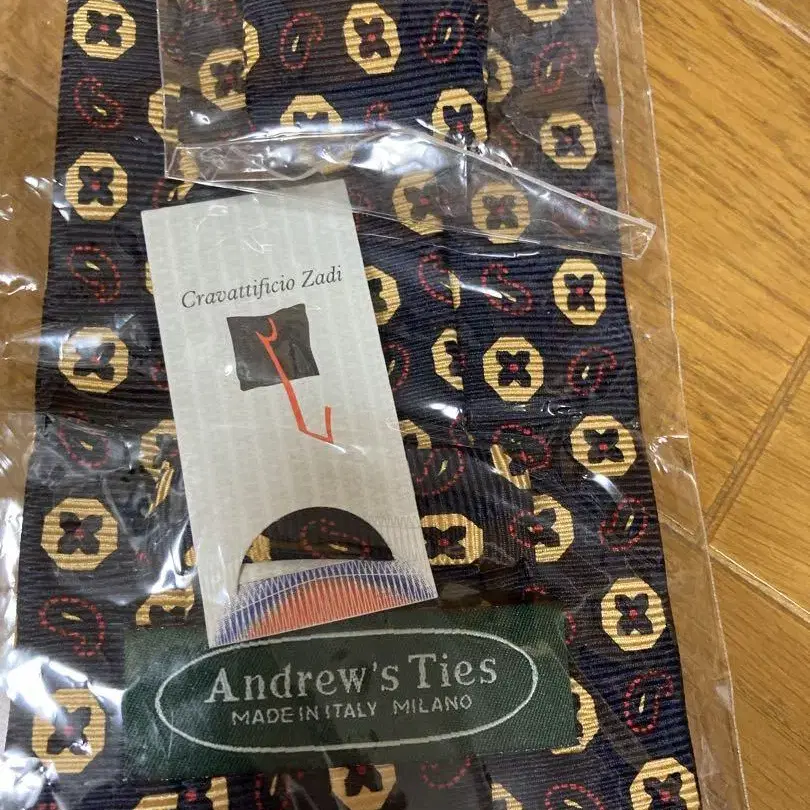 Cravattificio Zadi
Andrew's Ties
MADE IN ITALY MILANO